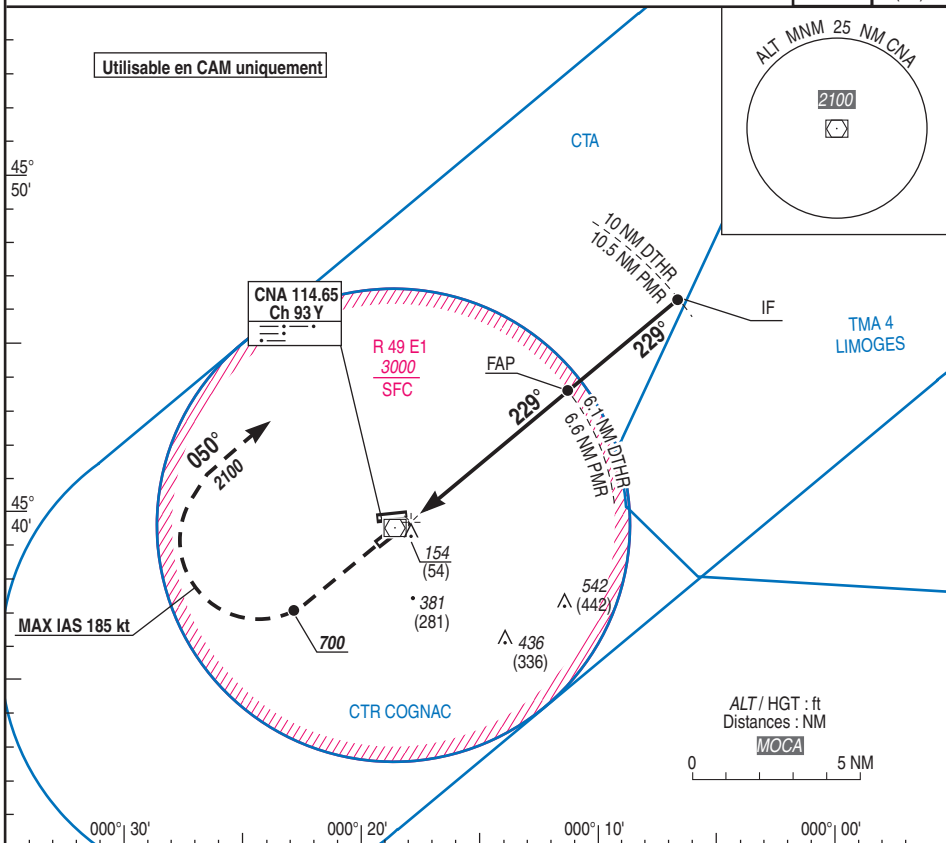 Utilisable en CAM uniquement
ALT MNM 25 NM CNA
2100
CTA
45°
50'
10 NM DTHR
10.5 NM PMR
IF
CNA 114.65
Ch 93 Y
R 49 E1
3000
SFC
TMA 4
LIMOGES
229°
FAP
229°
6.1 NM DTHR
6.6 NM PMR
050°
2100
45°
40'
154
(54)
381
(281)
542
(442)
436
(336)
MAX IAS 185 kt
700
CTR COGNAC
ALT / HGT : ft
Distances : NM
MOCA
0 5 NM
000° 30' 000° 20' 000° 10' 000° 00'